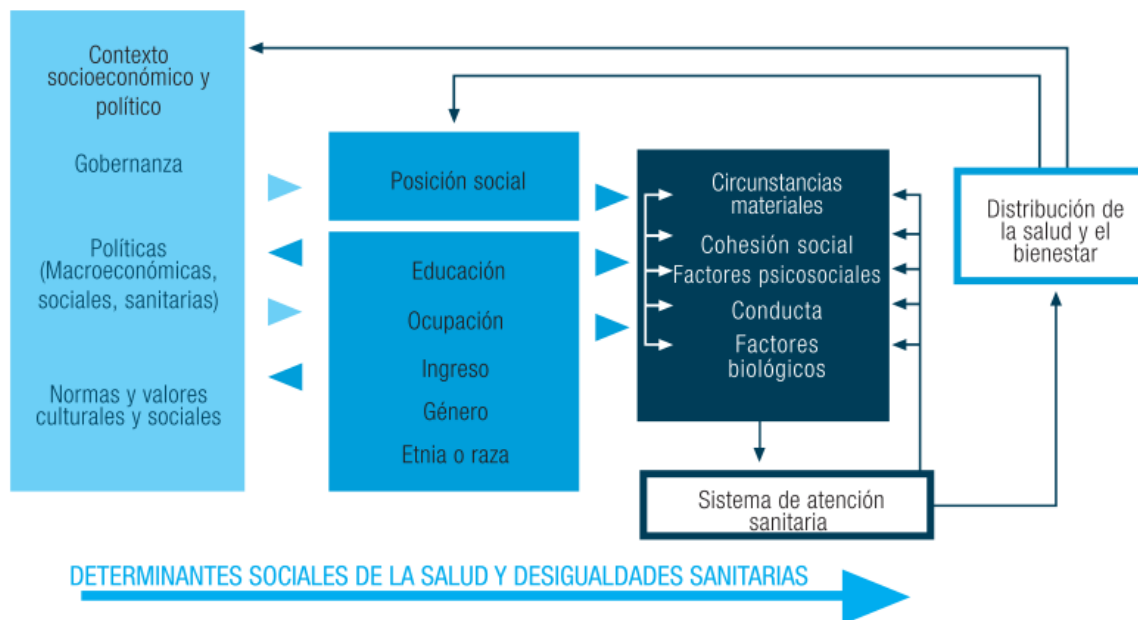 Contexto
socioeconómico y
político
Gobernanza
Políticas
(Macroeconómicas,
sociales, sanitarias)
Normas y valores
culturales y sociales
Posición social
Educación
Ocupación
Ingreso
Género
Etnia o raza
Circunstancias
materiales
Cohesión social
Factores psicosociales
Conducta
Factores
biológicos
Sistema de atención
sanitaria
Distribución de
la salud y el
bienestar
DETERMINANTES SOCIALES DE LA SALUD Y DESIGUALDADES SANITARIAS